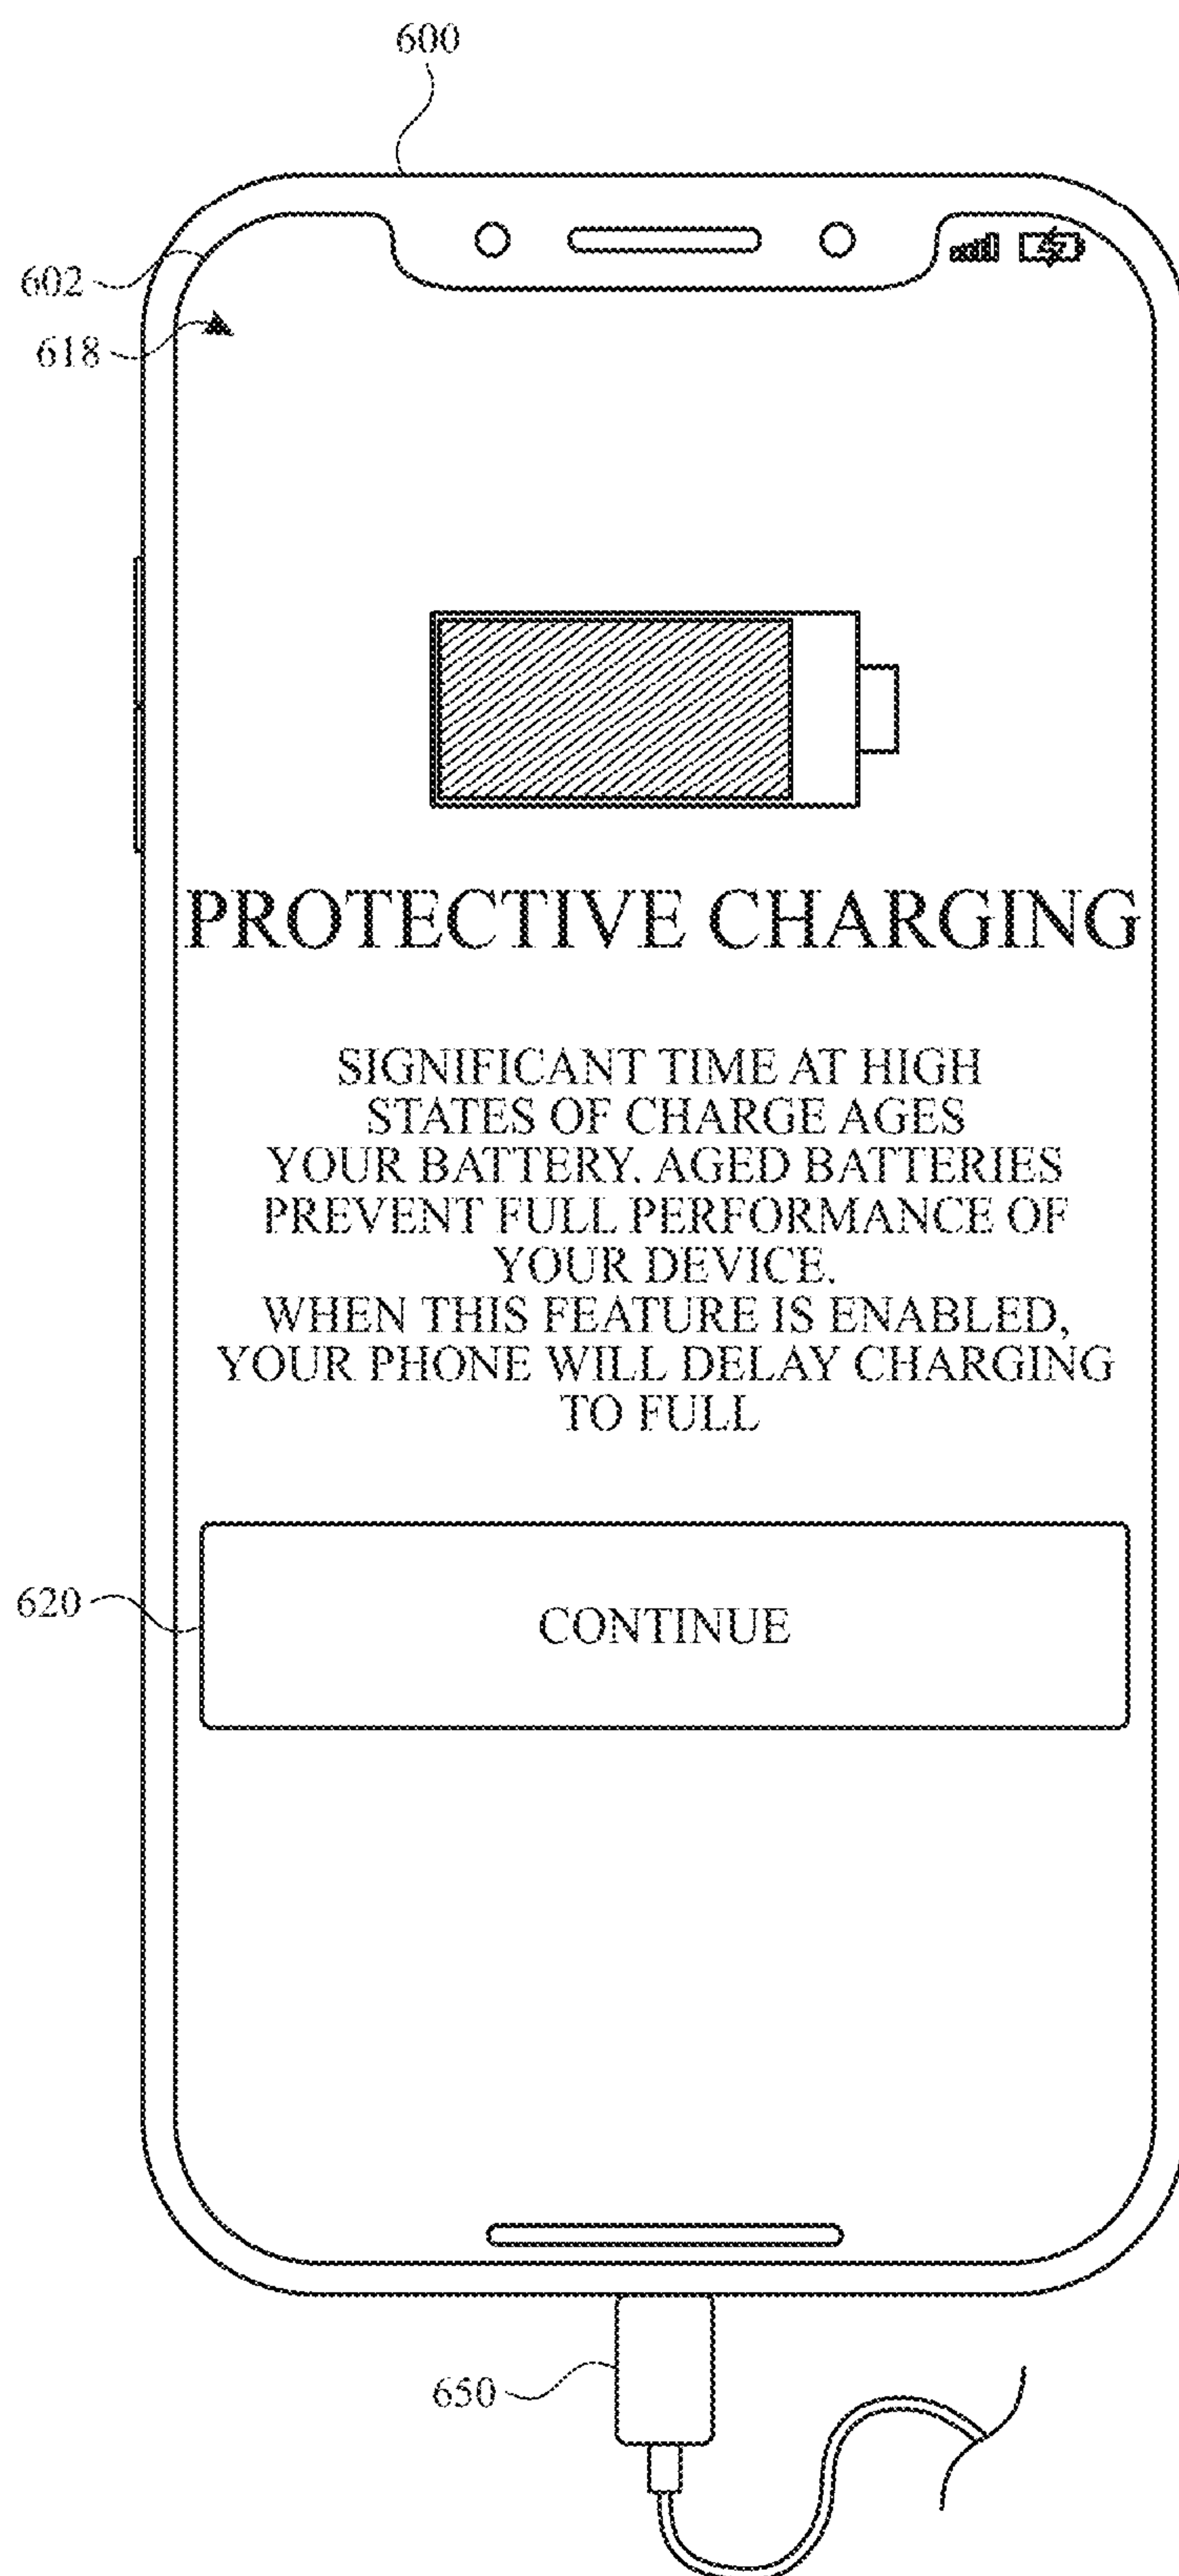 600
602
618
PROTECTIVE CHARGING
SIGNIFICANT TIME AT HIGH
STATES OF CHARGE AGES
YOUR BATTERY. AGED BATTERIES
PREVENT FULL PERFORMANCE OF
YOUR DEVICE.
WHEN THIS FEATURE IS ENABLED,
YOUR PHONE WILL DELAY CHARGING
TO FULL
620
CONTINUE
650